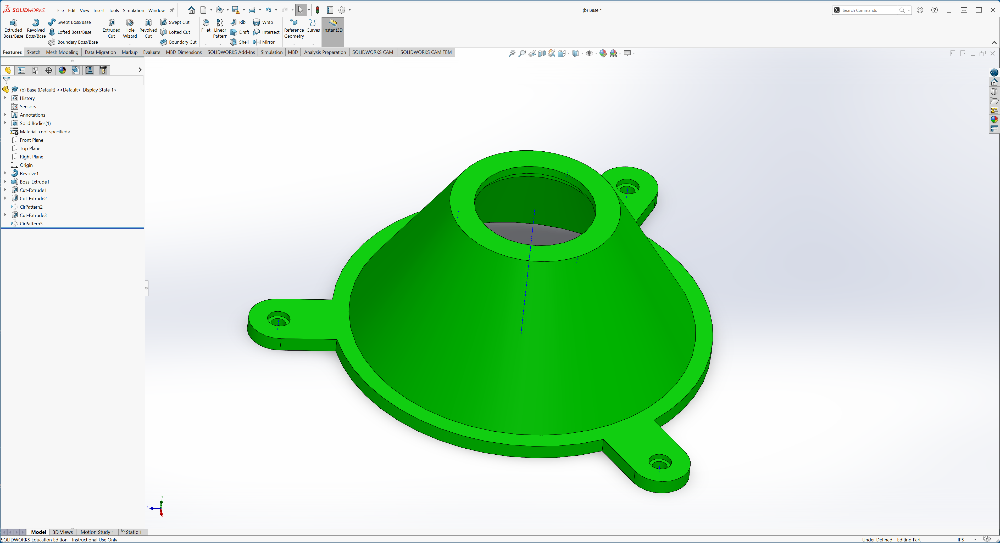 SOLIDWORKS File Edit View Insert Tools Simulation Window (b) Base * Search Commands
Extruded Boss/Base
Revolved Boss/Base
Swept Boss/Base
Lofted Boss/Base
Boundary Boss/Base
Extruded Cut
Hole Wizard
Revolved Cut
Swept Cut
Lofted Cut
Boundary Cut
Fillet
Linear Pattern
Rib
Draft
Shell
Wrap
Intersect
Mirror
Reference Geometry
Curves
Instant3D
Features Sketch Mesh Modeling Data Migration Markup Evaluate MBD Dimensions SOLIDWORKS Add-Ins Simulation MBD Analysis Preparation SOLIDWORKS CAM SOLIDWORKS CAM TBM
(b) Base (Default) <<Default>_Display State 1>
History
Sensors
Annotations
Solid Bodies(1)
Material <not specified>
Front Plane
Top Plane
Right Plane
Origin
Revolve1
Boss-Extrude1
Cut-Extrude1
Cut-Extrude2
CirPattern2
Cut-Extrude3
CirPattern3
Y
Z
X
Model 3D Views Motion Study 1 Static 1
SOLIDWORKS Education Edition - Instructional Use Only Under Defined Editing Part IPS